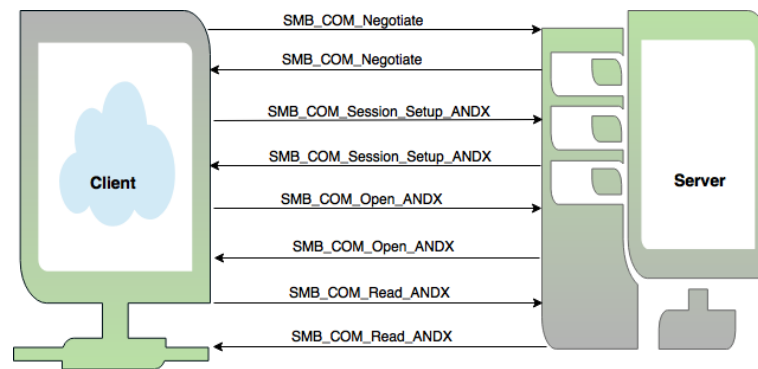 SMB_COM_Negotiate
SMB_COM_Negotiate
SMB_COM_Session_Setup_ANDX
SMB_COM_Session_Setup_ANDX
Client
Server
SMB_COM_Open_ANDX
SMB_COM_Open_ANDX
SMB_COM_Read_ANDX
SMB_COM_Read_ANDX